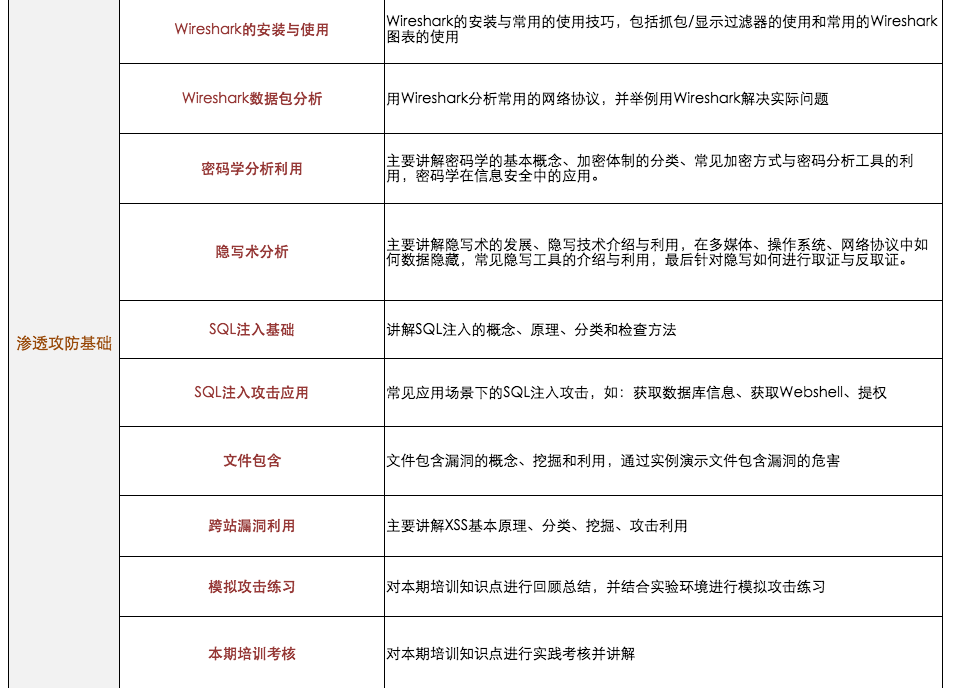 渗透攻防基础
Wireshark的安装与使用
Wireshark的安装与常用的使用技巧，包括抓包/显示过滤器的使用和常用的Wireshark
图表的使用
Wireshark数据包分析
用Wireshark分析常用的网络协议，并举例用Wireshark解决实际问题
密码学分析利用
主要讲解密码学的基本概念、加密体制的分类、常见加密方式与密码分析工具的利
用，密码学在信息安全中的应用。
隐写术分析
主要讲解隐写术的发展、隐写技术介绍与利用，在多媒体、操作系统、网络协议中如
何数据隐藏，常见隐写工具的介绍与利用，最后针对隐写如何进行取证与反取证。
SQL注入基础
讲解SQL注入的概念、原理、分类和检查方法
SQL注入攻击应用
常见应用场景下的SQL注入攻击，如：获取数据库信息、获取Webshell、提权
文件包含
文件包含漏洞的概念、挖掘和利用，通过实例演示文件包含漏洞的危害
跨站漏洞利用
主要讲解XSS基本原理、分类、挖掘、攻击利用
模拟攻击练习
对本期培训知识点进行回顾总结，并结合实验环境进行模拟攻击练习
本期培训考核
对本期培训知识点进行实践考核并讲解